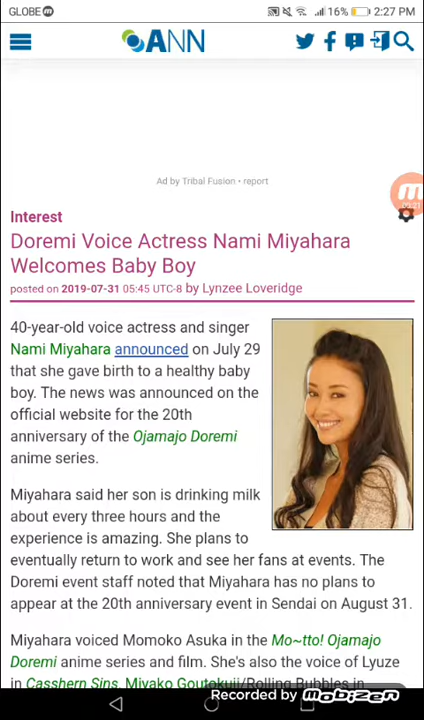 GLOBE m 16% 2:27 PM
ANN
Ad by Tribal Fusion • report
Interest
Doremi Voice Actress Nami Miyahara
Welcomes Baby Boy
posted on 2019-07-31 05:45 UTC-8 by Lynzee Loveridge
40-year-old voice actress and singer
Nami Miyahara announced on July 29
that she gave birth to a healthy baby
boy. The news was announced on the
official website for the 20th
anniversary of the Ojamajo Doremi
anime series.
Miyahara said her son is drinking milk
about every three hours and the
experience is amazing. She plans to
eventually return to work and see her fans at events. The
Doremi event staff noted that Miyahara has no plans to
appear at the 20th anniversary event in Sendai on August 31.
Miyahara voiced Momoko Asuka in the Mo~tto! Ojamajo
Doremi anime series and film. She's also the voice of Lyuze
in Casshern Sins, Miyako Goutokuji/Rolling Bubbles in
Recorded by mobizen